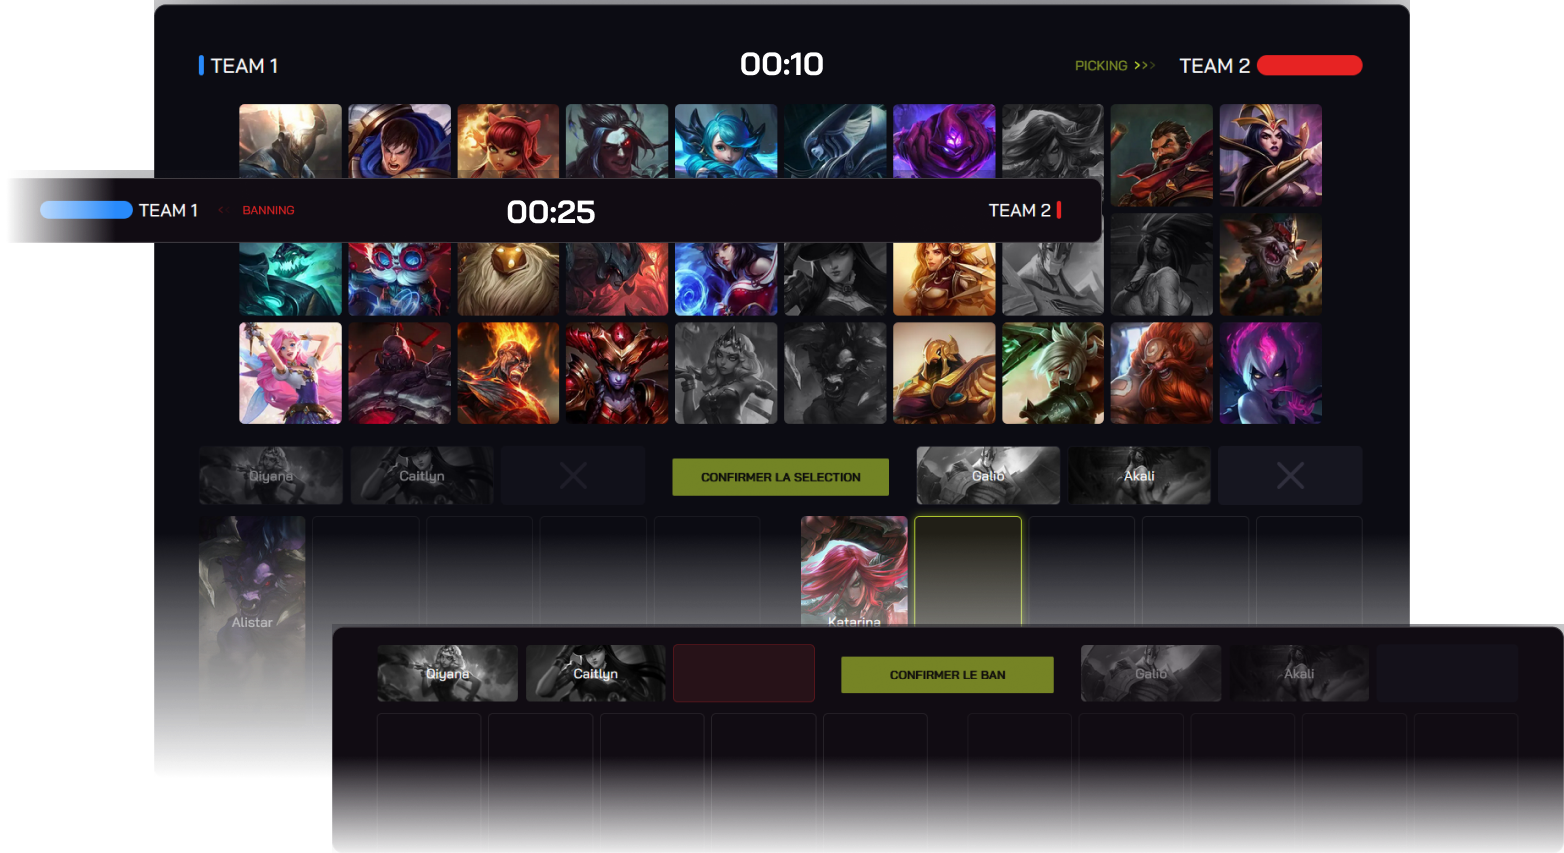 TEAM 1
00:10
PICKING >>>
TEAM 2
TEAM 1
BANNING
00:25
TEAM 2
Qiyana
Caitlyn
CONFIRMER LA SELECTION
Galio
Akali
Alistar
Katarina
Qiyana
Caitlyn
CONFIRMER LE BAN
Galio
Akali